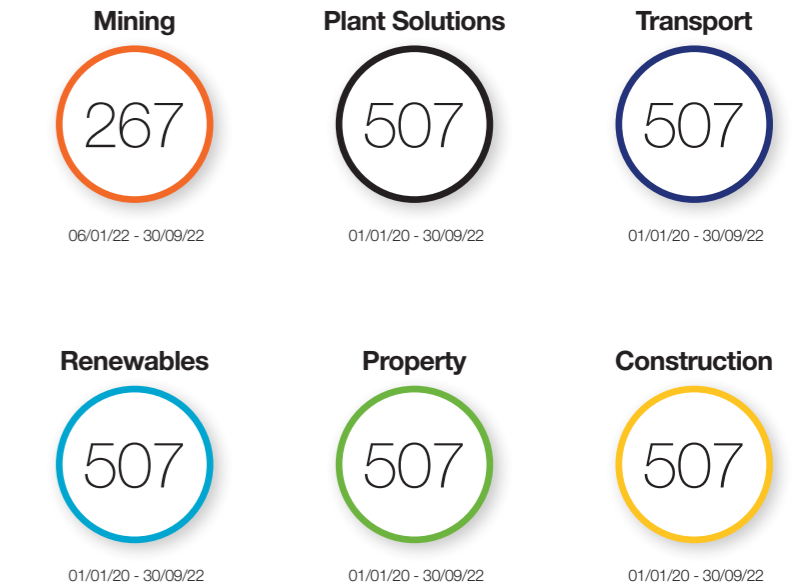 Mining
267
06/01/22 - 30/09/22
Plant Solutions
507
01/01/20 - 30/09/22
Transport
507
01/01/20 - 30/09/22
Renewables
507
01/01/20 - 30/09/22
Property
507
01/01/20 - 30/09/22
Construction
507
01/01/20 - 30/09/22